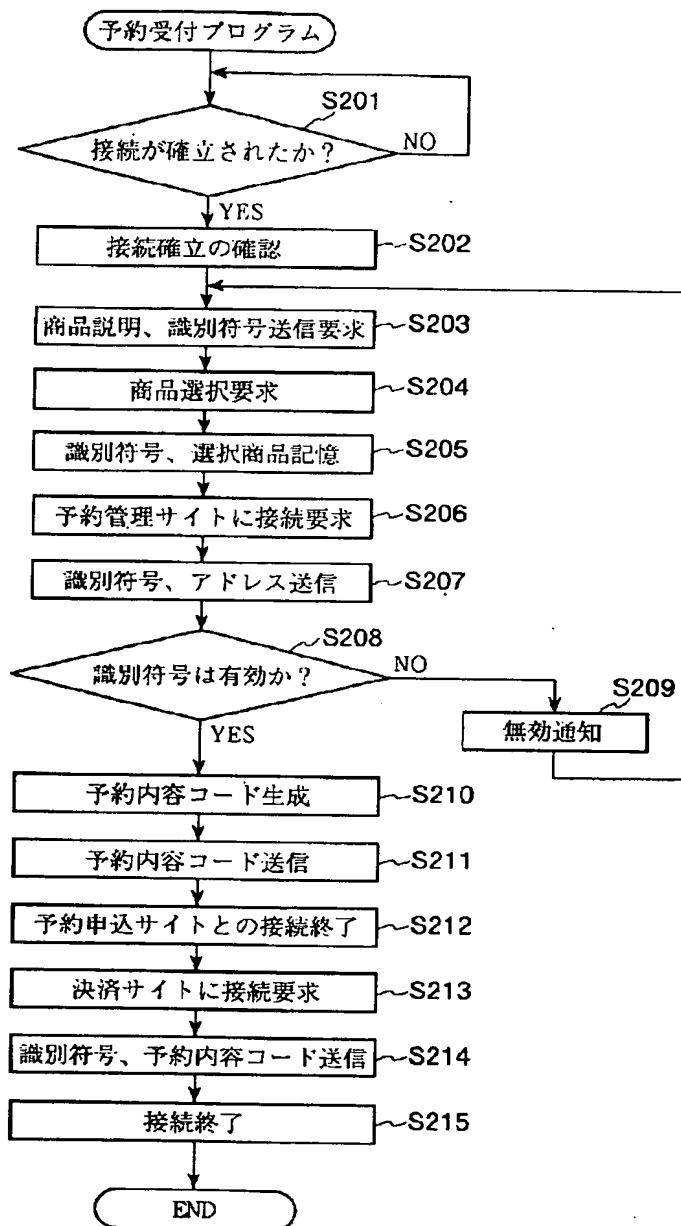 予約受付プログラム
S201
接続が確立されたか?
NO
YES
接続確立の確認
S202
商品説明、識別符号送信要求
S203
商品選択要求
S204
識別符号、選択商品記憶
S205
予約管理サイトに接続要求
S206
識別符号、アドレス送信
S207
S208
識別符号は有効か?
NO
S209
無効通知
YES
予約内容コード生成
S210
予約内容コード送信
S211
予約申込サイトとの接続終了
S212
決済サイトに接続要求
S213
識別符号、予約内容コード送信
S214
接続終了
S215
END